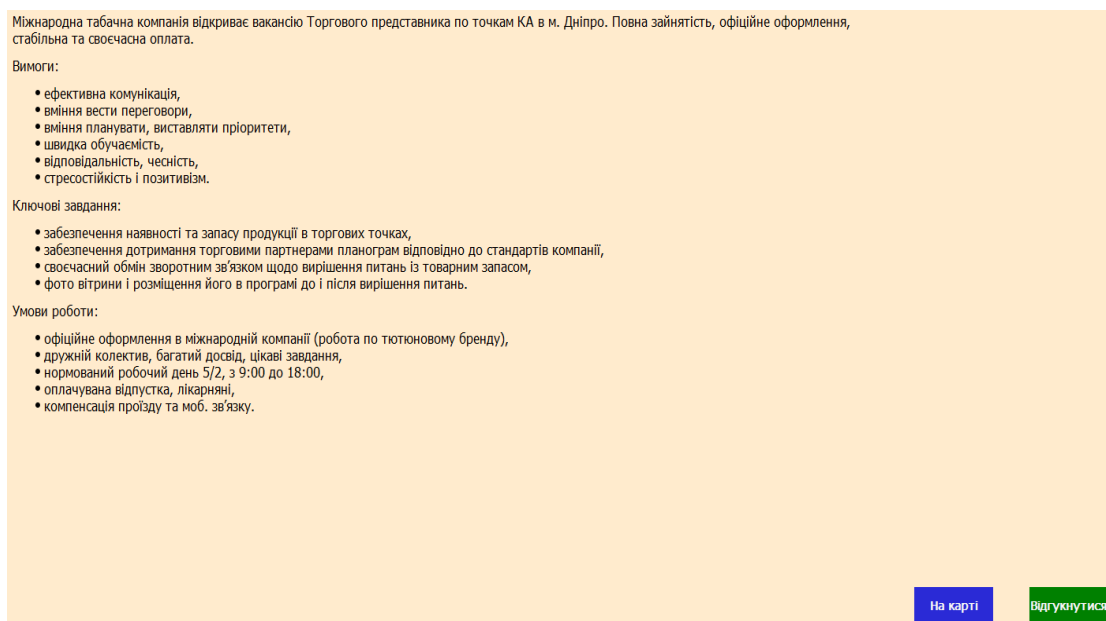 Міжнародна табачна компанія відкриває вакансію Торгового представника по точкам КА в м. Дніпро. Повна зайнятість, офіційне оформлення,
стабільна та своєчасна оплата.
Вимоги:
• ефективна комунікація,
• вміння вести переговори,
• вміння планувати, виставляти пріоритети,
• швидка обучаємість,
• відповідальність, чесність,
• стресостійкість і позитивізм.
Ключові завдання:
• забезпечення наявності та запасу продукції в торгових точках,
• забезпечення дотримання торговими партнерами планограм відповідно до стандартів компанії,
• своєчасний обмін зворотним зв'язком щодо вирішення питань із товарним запасом,
• фото вітрини і розміщення його в програмі до і після вирішення питань.
Умови роботи:
• офіційне оформлення в міжнародній компанії (робота по тютюновому бренду),
• дружній колектив, багатий досвід, цікаві завдання,
• нормований робочий день 5/2, з 9:00 до 18:00,
• оплачувана відпустка, лікарняні,
• компенсація проїзду та моб. зв'язку.
На карті
Відгукнутися